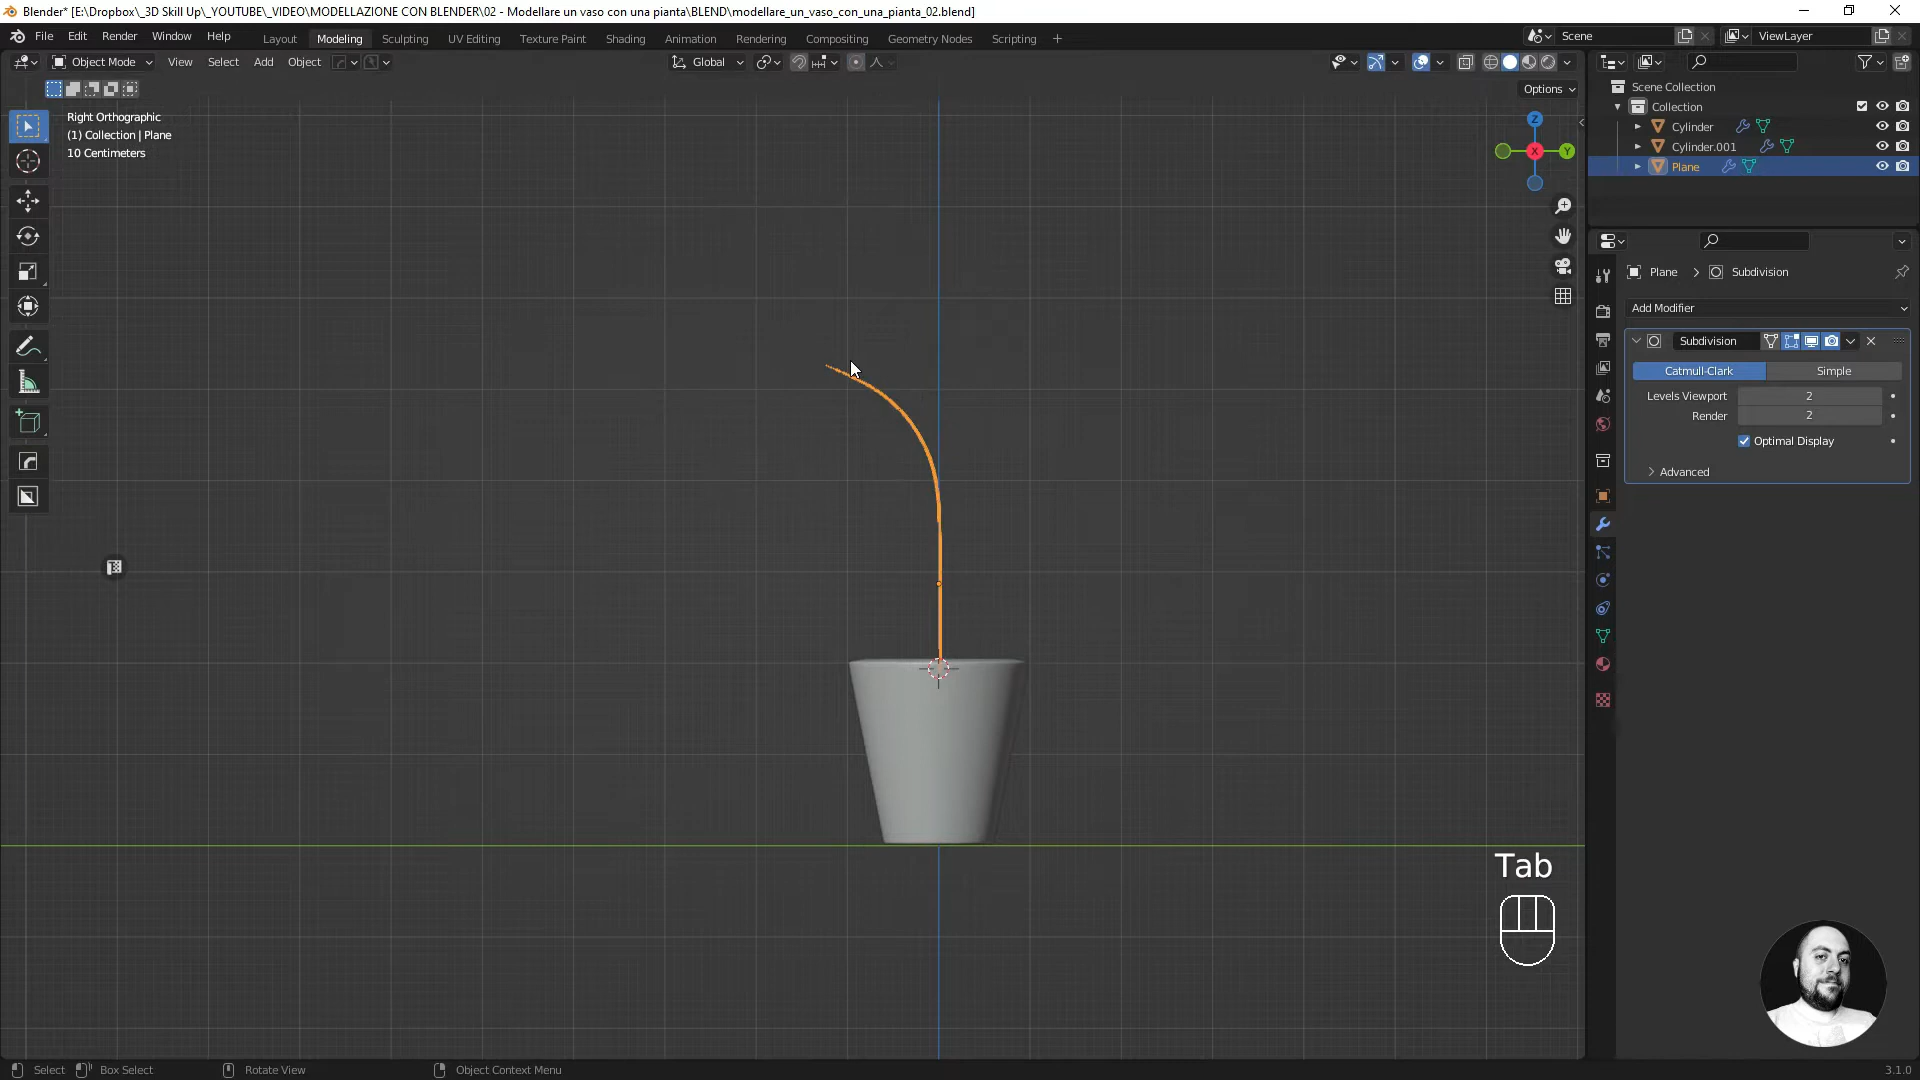 Blender* [E:\Dropbox\_3D Skill Up\_YOUTUBE\_VIDEO\MODELLAZIONE CON BLENDER\02 - Modellare un vaso con una pianta\BLEND\modellare_un_vaso_con_una_pianta_02.blend]
File Edit Render Window Help Layout Modeling Sculpting UV Editing Texture Paint Shading Animation Rendering Compositing Geometry Nodes Scripting + Scene ViewLayer
Object Mode View Select Add Object Global
Options
Right Orthographic
(1) Collection | Plane
10 Centimeters
Z
X
Y
Scene Collection
Collection
Cylinder
Cylinder.001
Plane
Plane > Subdivision
Add Modifier
Subdivision
Catmull-Clark Simple
Levels Viewport 2
Render 2
Optimal Display
Advanced
Tab
Select Box Select Rotate View Object Context Menu 3.1.0